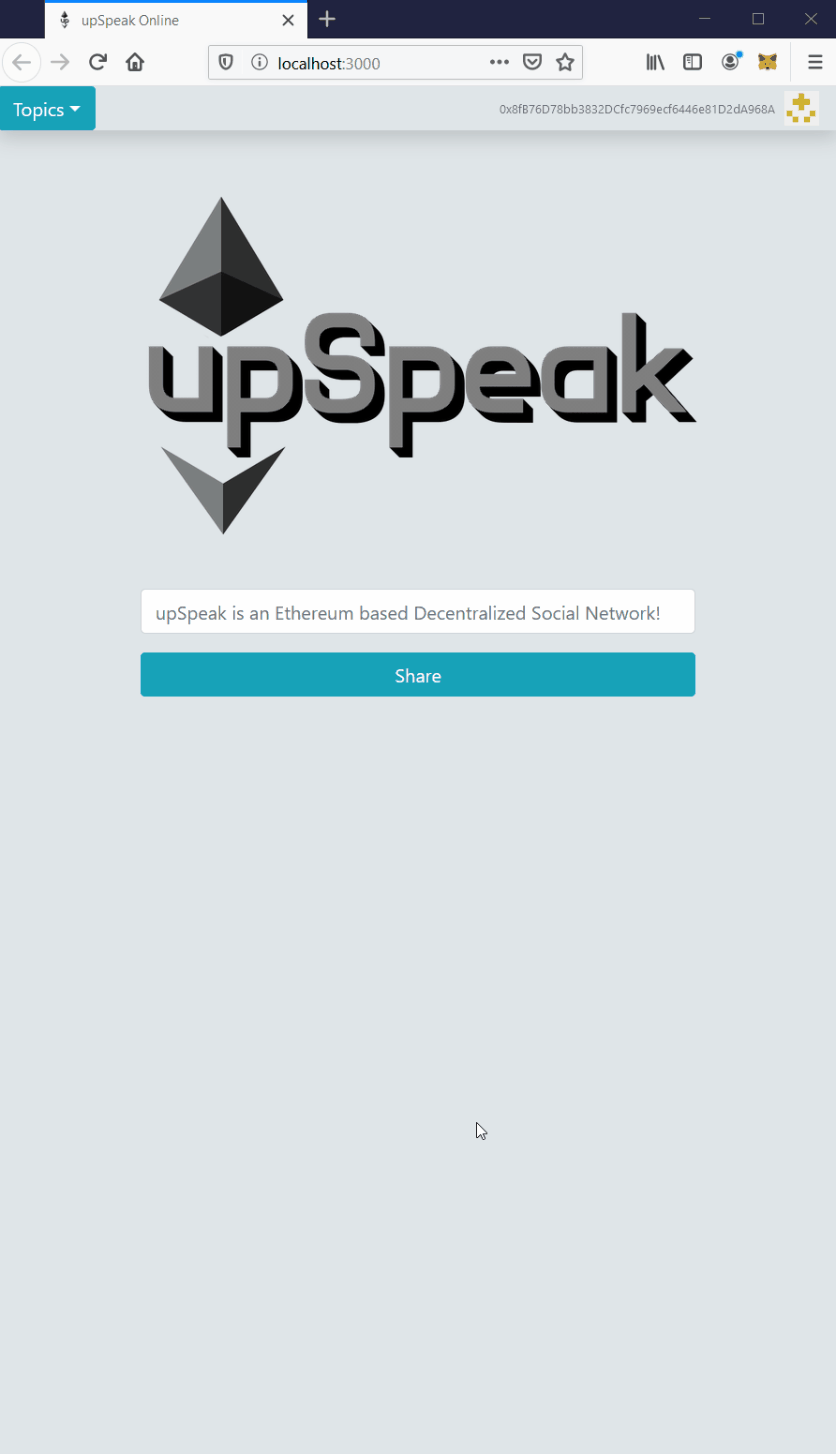 upSpeak Online
localhost:3000
Topics
0x8fB76D78bb3832DCfc7969ecf6446e81D2dA968A
upSpeak
upSpeak is an Ethereum based Decentralized Social Network!
Share